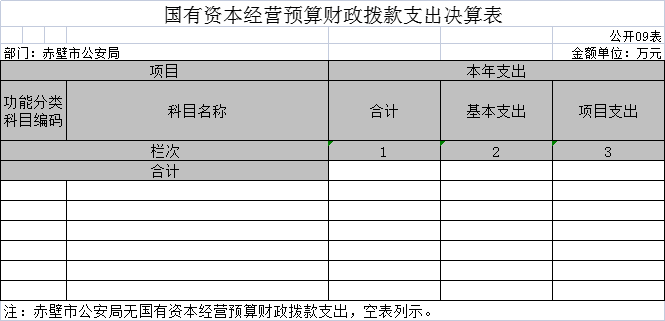 国有资本经营预算财政拨款支出决算表
公开09表
部门：赤壁市公安局 金额单位：万元
项目 本年支出
功能分类科目编码 科目名称 合计 基本支出 项目支出
栏次 1 2 3
合计
注：赤壁市公安局无国有资本经营预算财政拨款支出，空表列示。